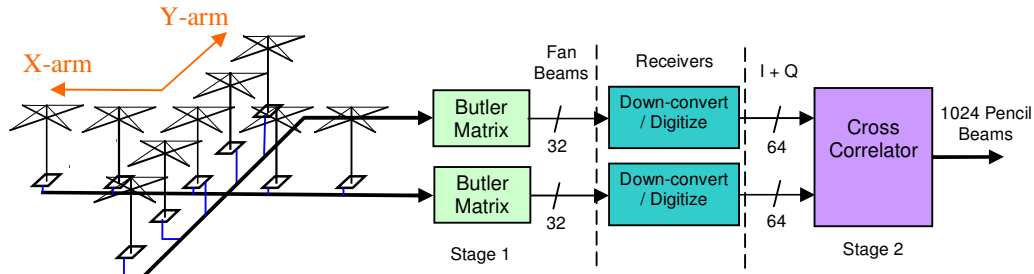 Y-arm
X-arm
Fan
Beams
Receivers
I + Q
Butler
Matrix
32
Down-convert
/ Digitize
64
Cross
Correlator
1024 Pencil
Beams
Butler
Matrix
32
Down-convert
/ Digitize
64
Stage 1
Stage 2